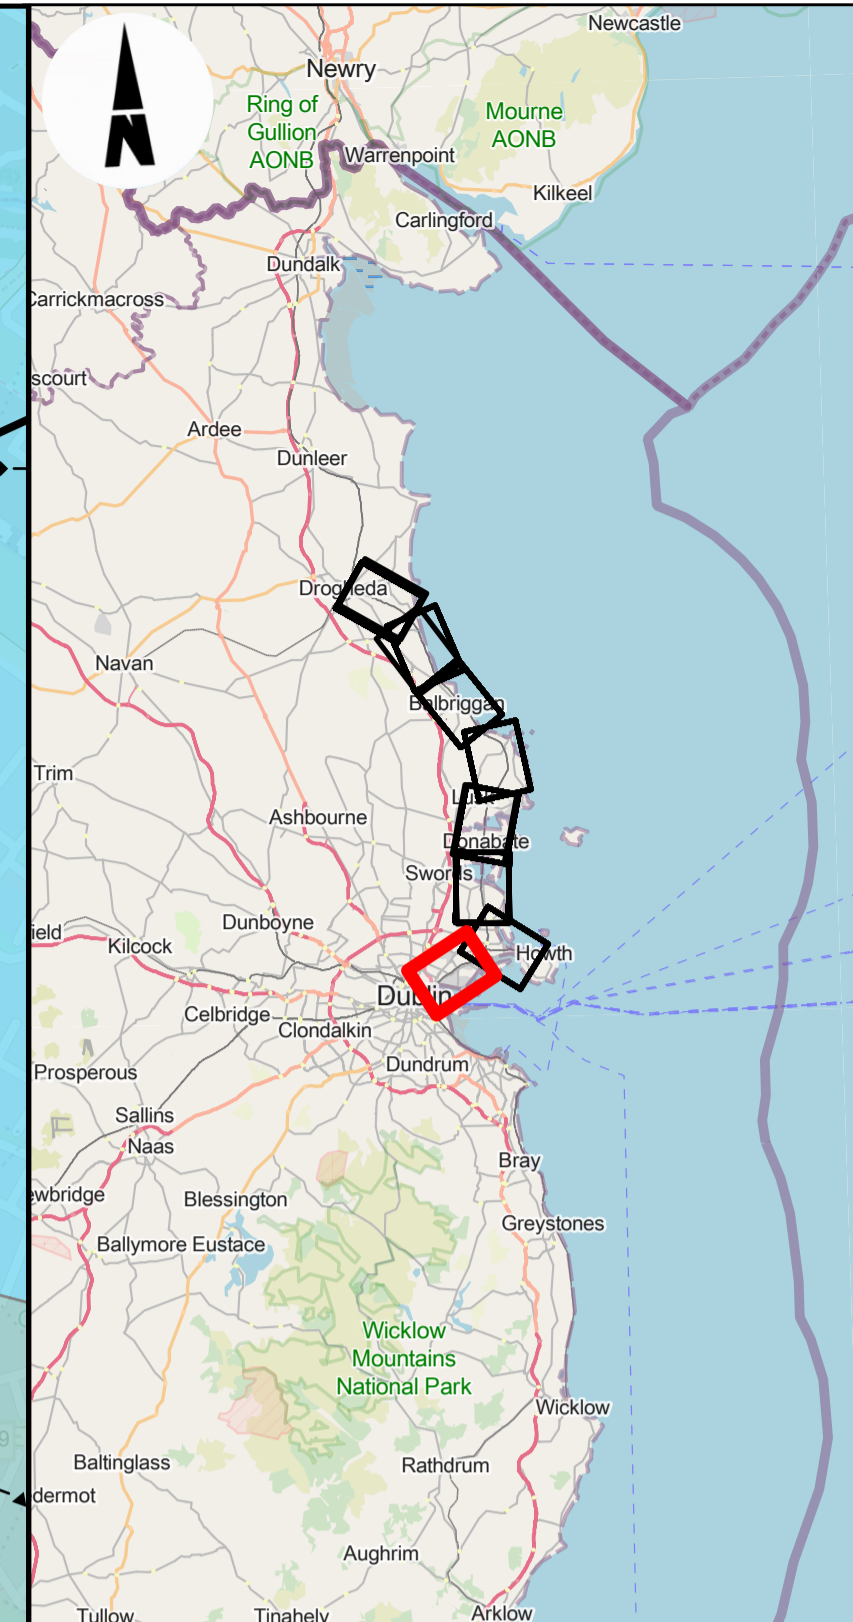 Newcastle
Newry
Ring of
Gullion
AONB
Mourne
AONB
N
Warrenpoint
Kilkeel
Carlingford
Dundalk
Carrickmacross
scourt
Ardee
Dunleer
Drogheda
Navan
Balbriggan
Trim
Lusk
Ashbourne
Donabate
Swords
Dunboyne
ield
Kilcock
Howth
Dublin
Celbridge
Clondalkin
Dundrum
Prosperous
Sallins
Naas
Bray
ewbridge
Blessington
Greystones
Ballymore Eustace
Wicklow
Mountains
National Park
Wicklow
Baltinglass
Rathdrum
dermot
Aughrim
Tullow
Tinahely
Arklow